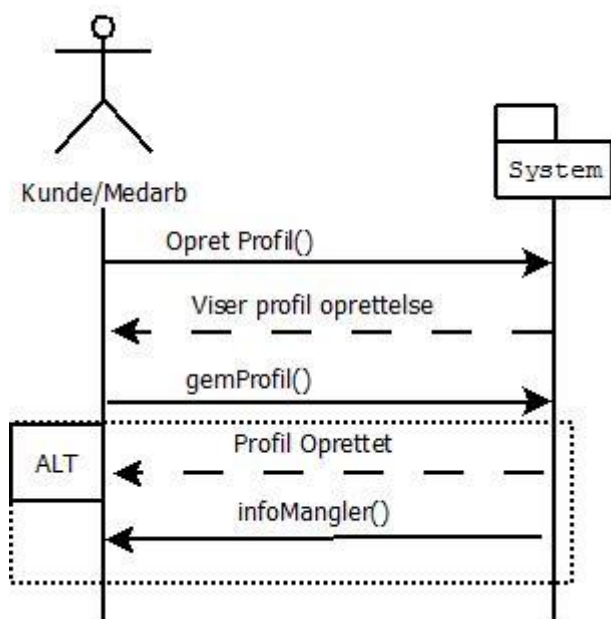 Kunde/Medarb
System
Opret Profil()
Viser profil oprettelse
gemProfil()
ALT
Profil Oprettet
infoMangler()